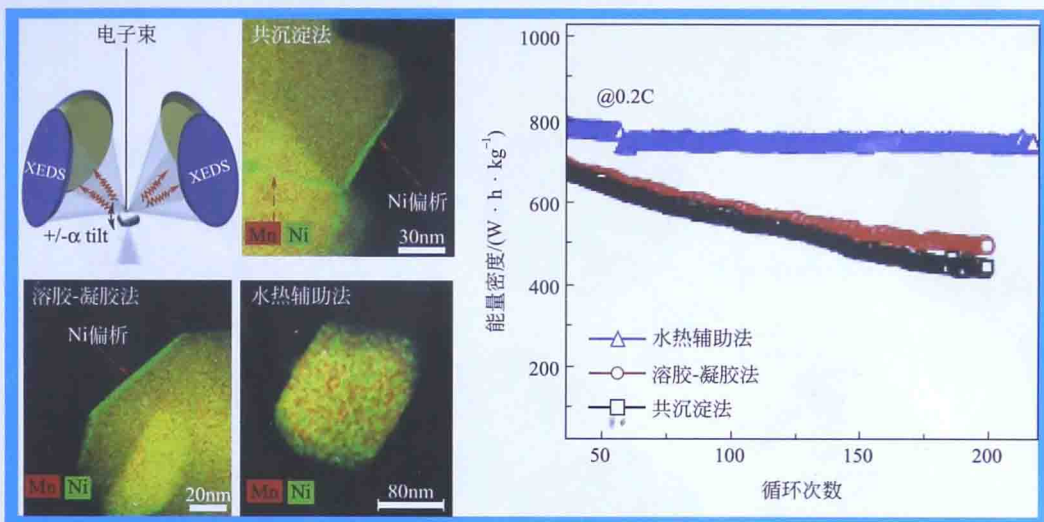 电子束
XEDS
XEDS
+/-α tilt
共沉淀法
Ni偏析
Mn Ni
30nm
溶胶-凝胶法
Ni偏析
Mn Ni
20nm
水热辅助法
Mn Ni
80nm
1000
800
600
400
200
能量密度/(W·h·kg⁻¹)
@0.2C
水热辅助法
溶胶-凝胶法
共沉淀法
50 100 150 200
循环次数